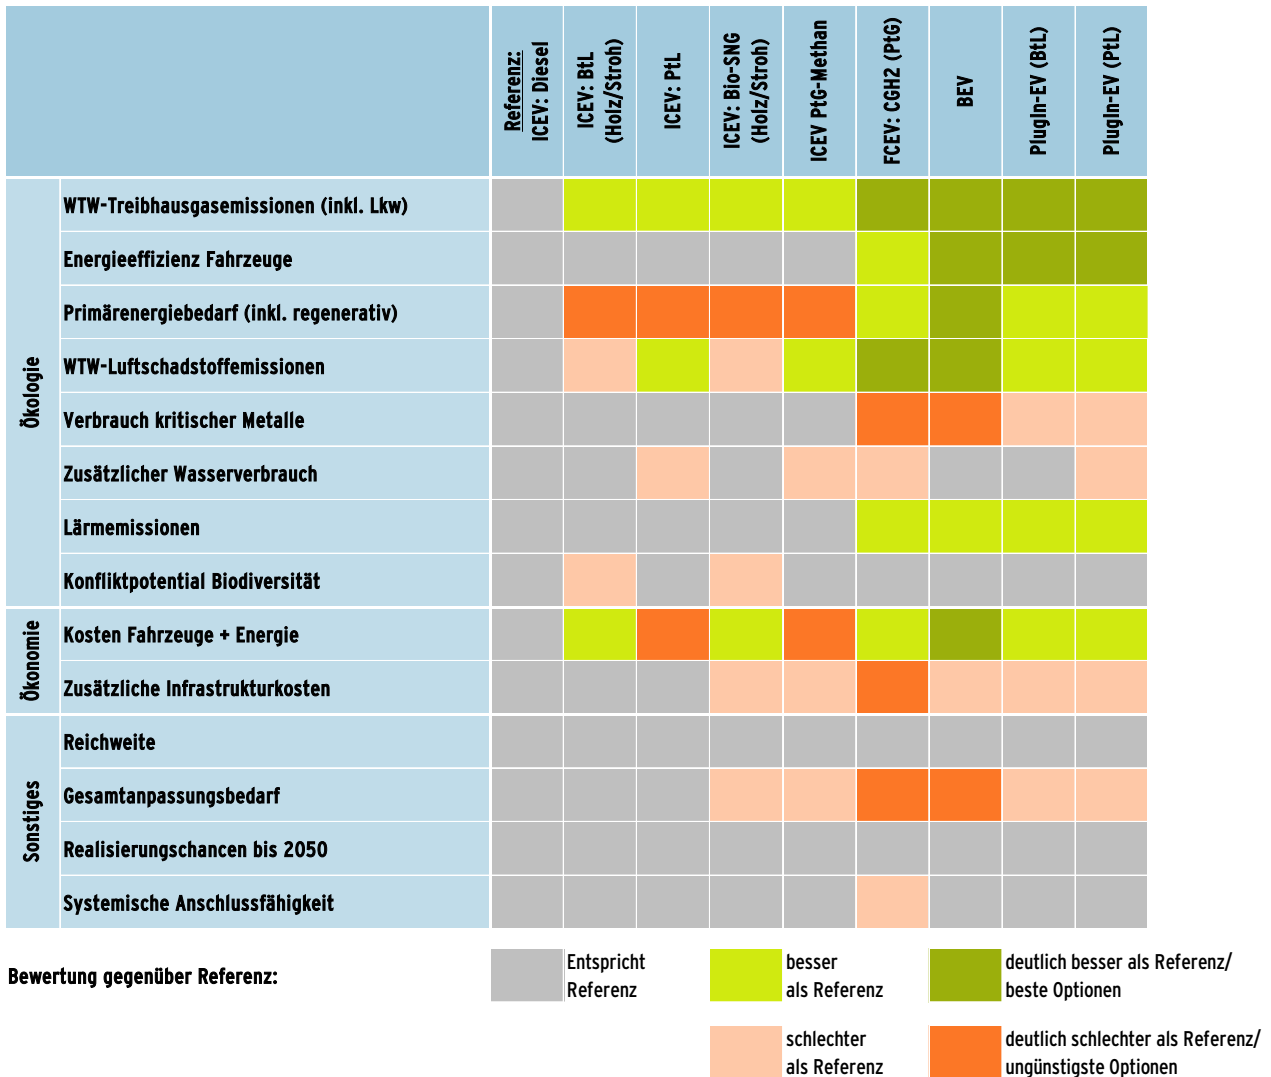 Referenz:
ICEV: Diesel
ICEV: BtL
(Holz/Stroh)
ICEV: PtL
ICEV: Bio-SNG
(Holz/Stroh)
ICEV PtG-Methan
FCEV: CGH2 (PtG)
BEV
PlugIn-EV (BtL)
PlugIn-EV (PtL)
Ökologie
WTW-Treibhausgasemissionen (inkl. Lkw)
Energieeffizienz Fahrzeuge
Primärenergiebedarf (inkl. regenerativ)
WTW-Luftschadstoffemissionen
Verbrauch kritischer Metalle
Zusätzlicher Wasserverbrauch
Lärmemissionen
Konfliktpotential Biodiversität
Ökonomie
Kosten Fahrzeuge + Energie
Zusätzliche Infrastrukturkosten
Sonstiges
Reichweite
Gesamtanpassungsbedarf
Realisierungschancen bis 2050
Systemische Anschlussfähigkeit
Bewertung gegenüber Referenz:
Entspricht
Referenz
besser
als Referenz
deutlich besser als Referenz/
beste Optionen
schlechter
als Referenz
deutlich schlechter als Referenz/
ungünstigste Optionen